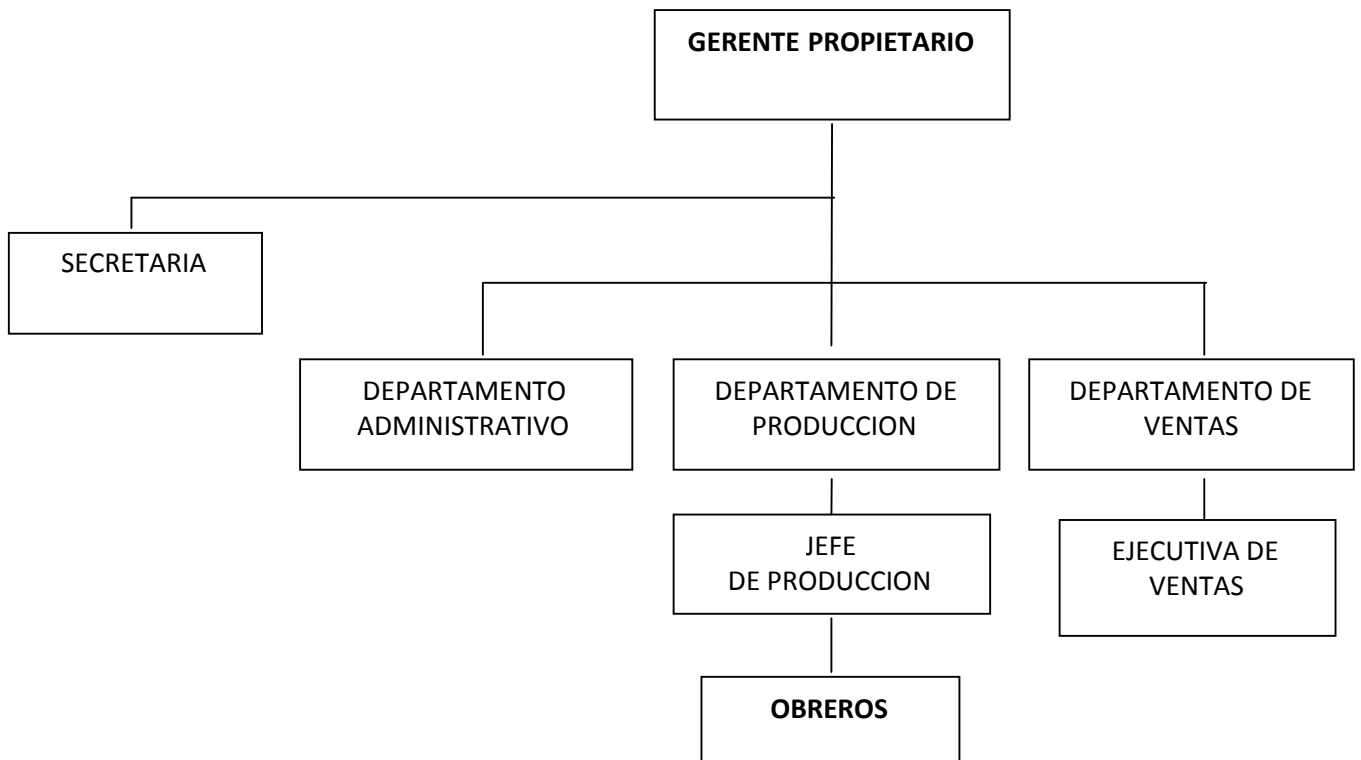 GERENTE PROPIETARIO
SECRETARIA
DEPARTAMENTO
ADMINISTRATIVO
DEPARTAMENTO DE
PRODUCCION
DEPARTAMENTO DE
VENTAS
JEFE
DE PRODUCCION
EJECUTIVA DE
VENTAS
OBREROS